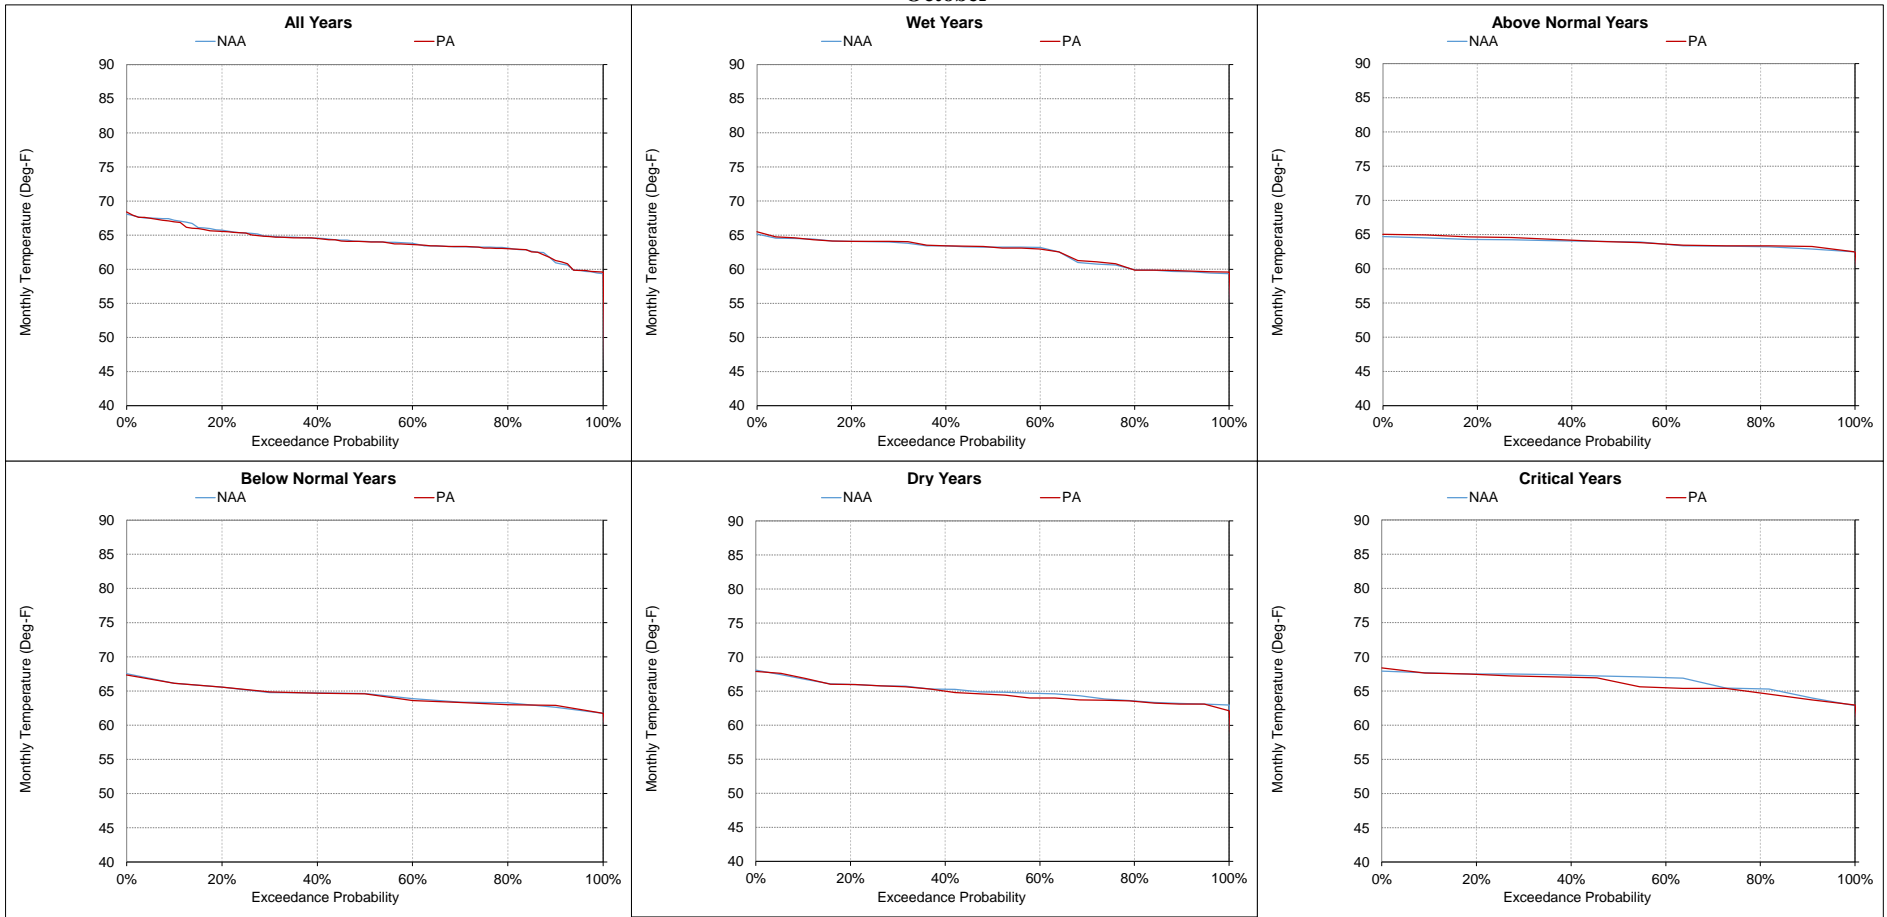 All Years
NAA PA
90
85
80
75
70
65
60
55
50
45
40
0% 20% 40% 60% 80% 100%
Monthly Temperature (Deg-F)
Exceedance Probability
Wet Years
NAA PA
90
85
80
75
70
65
60
55
50
45
40
0% 20% 40% 60% 80% 100%
Monthly Temperature (Deg-F)
Exceedance Probability
Above Normal Years
NAA PA
90
85
80
75
70
65
60
55
50
45
40
0% 20% 40% 60% 80% 100%
Monthly Temperature (Deg-F)
Exceedance Probability
Below Normal Years
NAA PA
90
85
80
75
70
65
60
55
50
45
40
0% 20% 40% 60% 80% 100%
Monthly Temperature (Deg-F)
Exceedance Probability
Dry Years
NAA PA
90
85
80
75
70
65
60
55
50
45
40
0% 20% 40% 60% 80% 100%
Monthly Temperature (Deg-F)
Exceedance Probability
Critical Years
NAA PA
90
85
80
75
70
65
60
55
50
45
40
0% 20% 40% 60% 80% 100%
Monthly Temperature (Deg-F)
Exceedance Probability